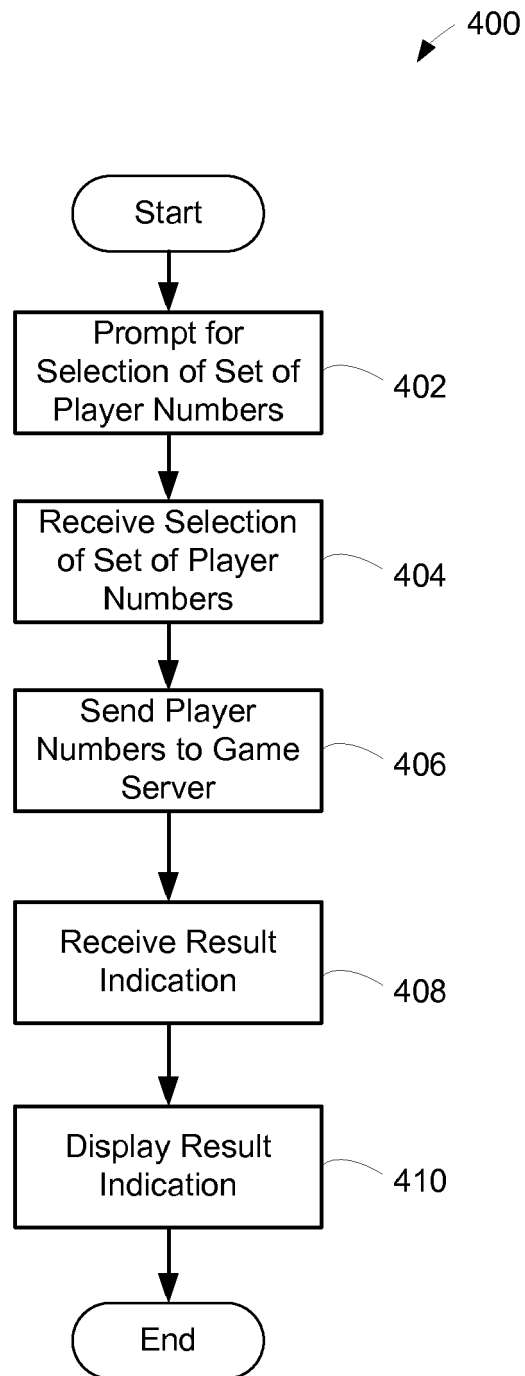 400
Start
Prompt for
Selection of Set of
Player Numbers
402
Receive Selection
of Set of Player
Numbers
404
Send Player
Numbers to Game
Server
406
Receive Result
Indication
408
Display Result
Indication
410
End